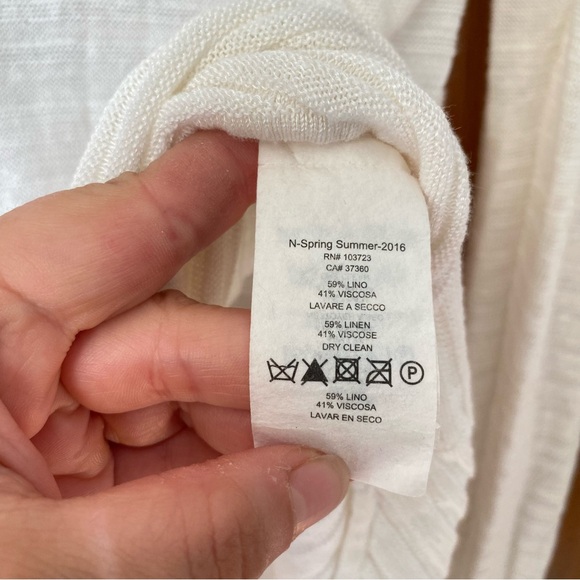 N-Spring Summer-2016
RN# 103723
CA# 37360
59% LINO
41% VISCOSA
LAVARE A SECCO
59% LINEN
41% VISCOSE
DRY CLEAN
P
59% LINO
41% VISCOSA
LAVAR EN SECO